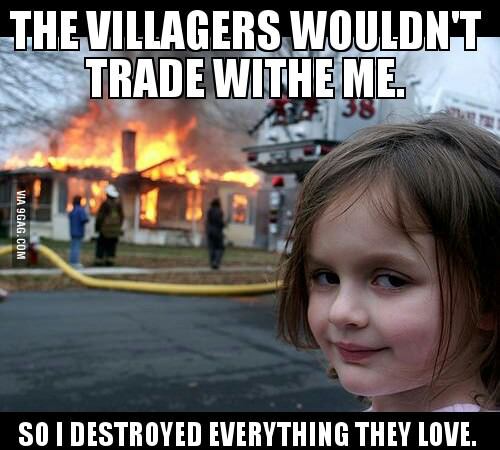 THE VILLAGERS WOULDN'T
TRADE WITHE ME.
38
VIA 9GAG.COM
SO I DESTROYED EVERYTHING THEY LOVE.